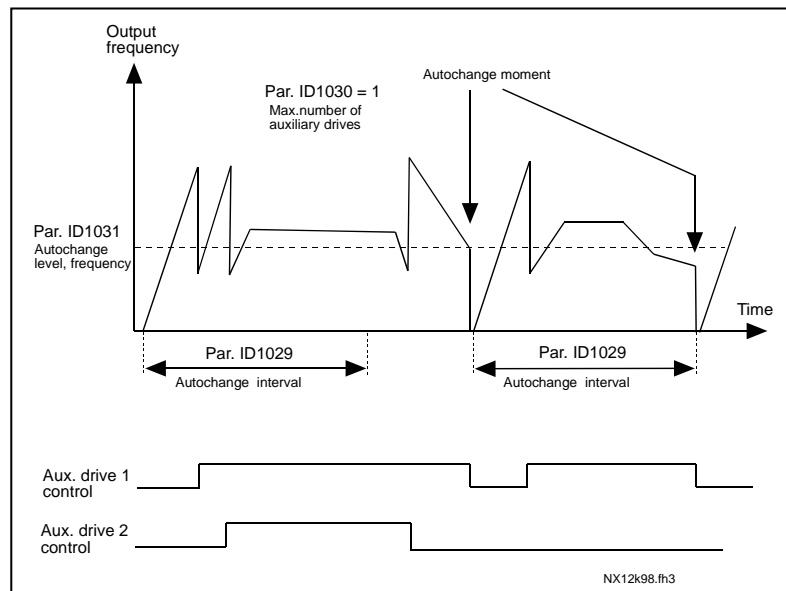 Output
frequency
Par. ID1030 = 1
Max.number of
auxiliary drives
Autochange moment
Par. ID1031
Autochange
level, frequency
Time
Par. ID1029
Autochange interval
Par. ID1029
Autochange interval
Aux. drive 1
control
Aux. drive 2
control
NX12k98.fh3